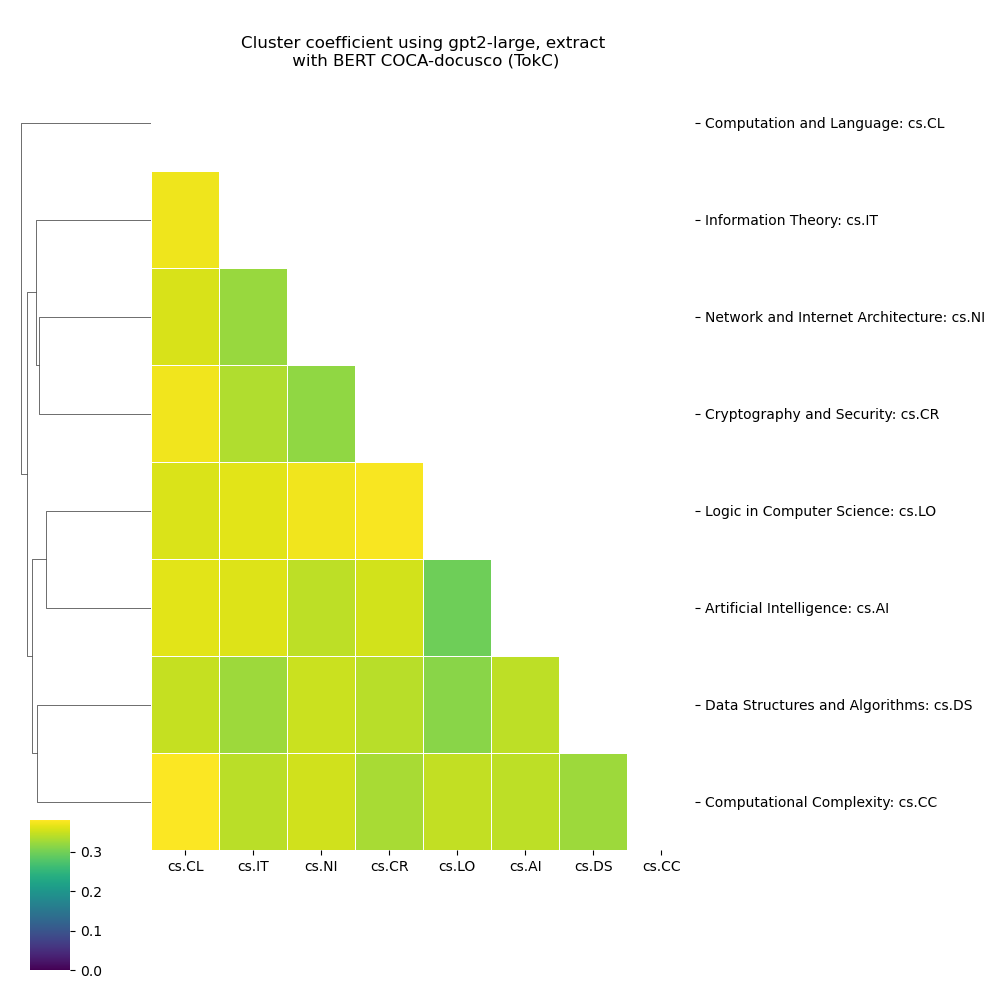 Cluster coefficient using gpt2-large, extract
with BERT COCA-docusco (TokC)
Computation and Language: cs.CL
Information Theory: cs.IT
Network and Internet Architecture: cs.NI
Cryptography and Security: cs.CR
Logic in Computer Science: cs.LO
Artificial Intelligence: cs.AI
Data Structures and Algorithms: cs.DS
Computational Complexity: cs.CC
cs.CL cs.IT cs.NI cs.CR cs.LO cs.AI cs.DS cs.CC
0.3
0.2
0.1
0.0